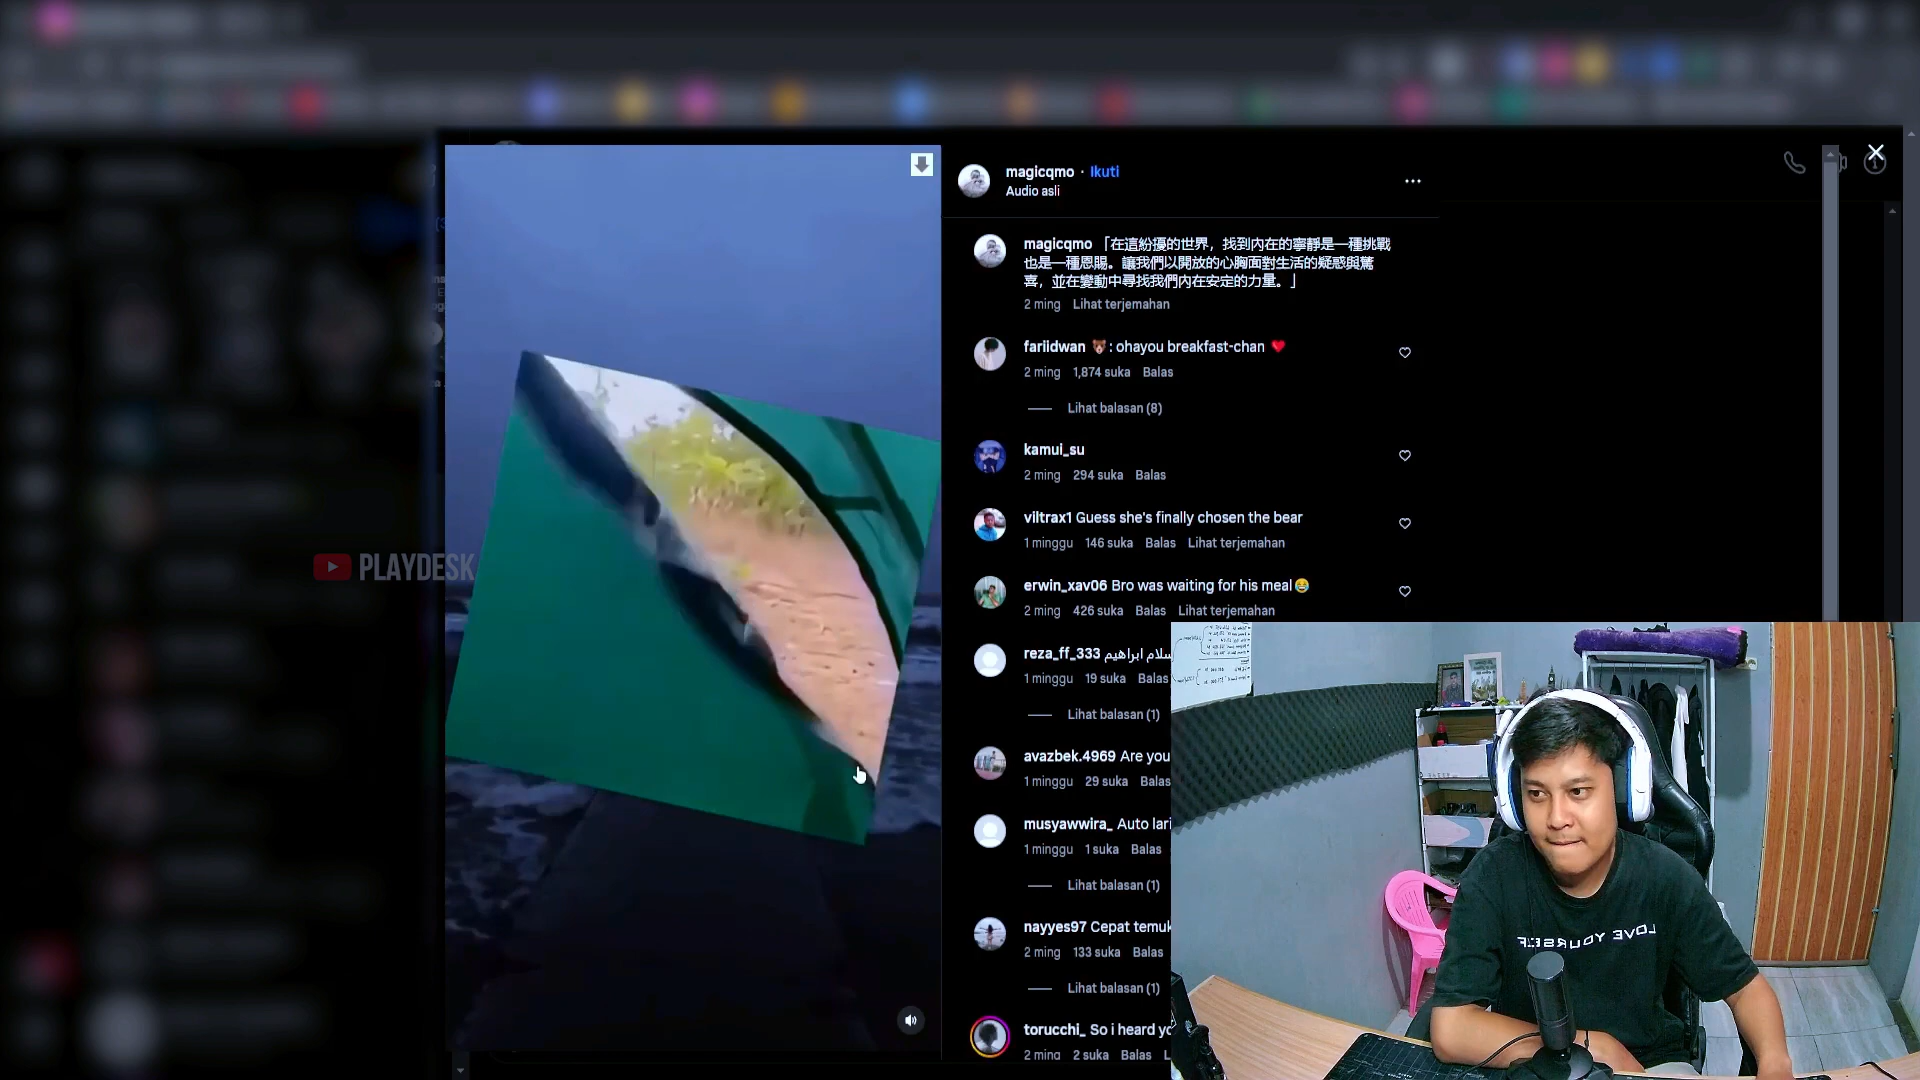 magicqmo · Ikuti
Audio asli
magicqmo 「在這紛擾的世界，找到內在的寧靜是一種挑戰
也是一種恩賜。讓我們以開放的心胸面對生活的疑惑與驚
喜，並在變動中尋找我們內在安定的力量。」
2 ming Lihat terjemahan
fariidwan 🐻: ohayou breakfast-chan ❤️
2 ming 1,874 suka Balas
Lihat balasan (8)
kamui_su
2 ming 294 suka Balas
viltrax1 Guess she's finally chosen the bear
1 minggu 146 suka Balas Lihat terjemahan
PLAYDESK
erwin_xav06 Bro was waiting for his meal😂
2 ming 426 suka Balas Lihat terjemahan
reza_ff_333 سلام ابراهیم
1 minggu 19 suka Balas
Lihat balasan (1)
avazbek.4969 Are you
1 minggu 29 suka Balas
musyawwira_ Auto lari
1 minggu 1 suka Balas
Lihat balasan (1)
nayyes97 Cepat temuk
2 ming 133 suka Balas
Lihat balasan (1)
torucchi_ So i heard yo
2 ming 2 suka Balas L
LOVE YOURSELF